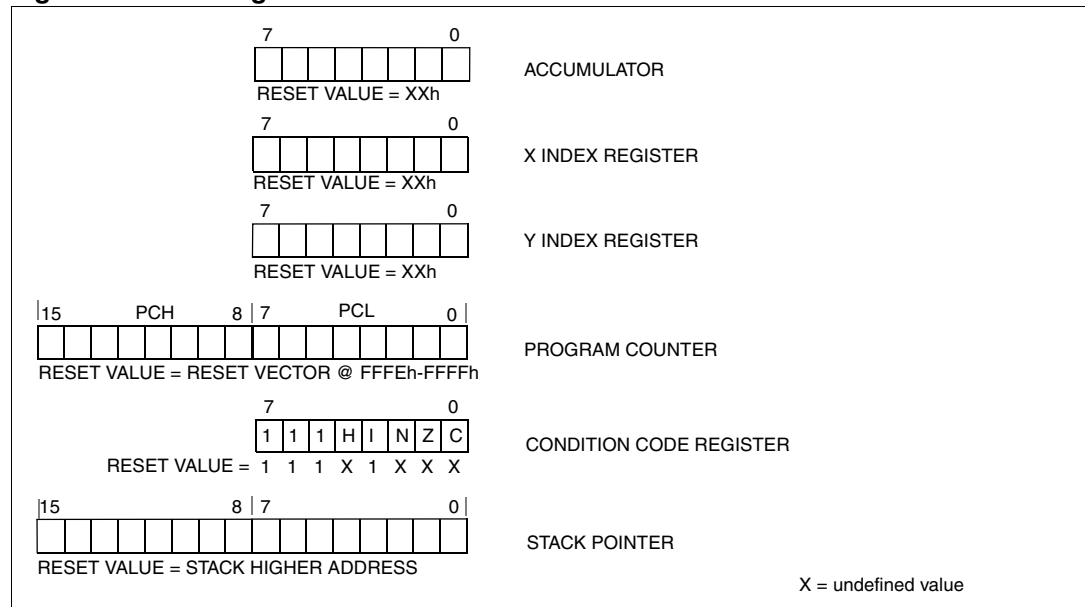 7 0
ACCUMULATOR
RESET VALUE = XXh
7 0
X INDEX REGISTER
RESET VALUE = XXh
7 0
Y INDEX REGISTER
RESET VALUE = XXh
15 PCH 8 7 PCL 0
PROGRAM COUNTER
RESET VALUE = RESET VECTOR @ FFFEh-FFFFh
7 0
1 1 1 H I N Z C
CONDITION CODE REGISTER
RESET VALUE = 1 1 1 X 1 X X X
15 8 7 0
STACK POINTER
RESET VALUE = STACK HIGHER ADDRESS
X = undefined value